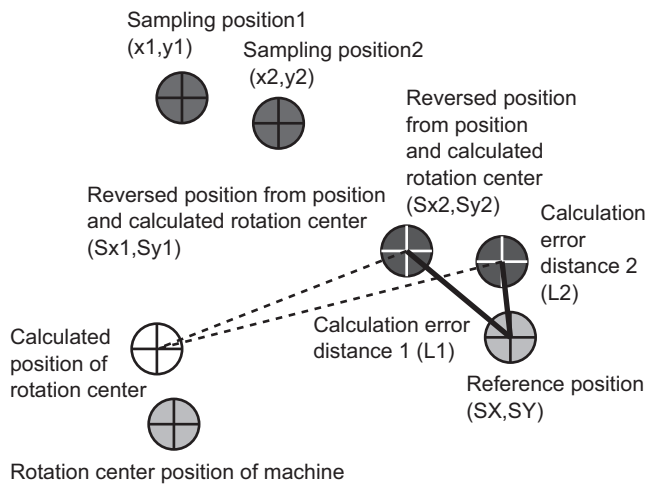 Sampling position1
(x1,y1)
Sampling position2
(x2,y2)
Reversed position
from position
and calculated
rotation center
(Sx2,Sy2)
Reversed position from position
and calculated rotation center
(Sx1,Sy1)
Calculation
error
distance 2
(L2)
Calculation error
distance 1 (L1)
Calculated
position of
rotation center
Reference position
(SX,SY)
Rotation center position of machine